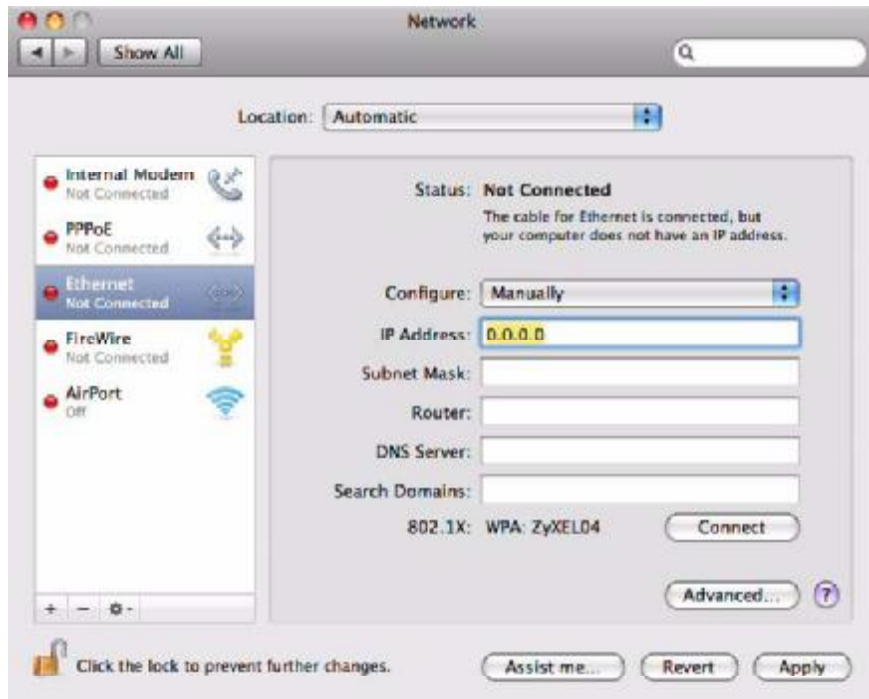 Network
Show All
Location: Automatic
Internal Modem
Not Connected
PPPoE
Not Connected
Ethernet
Not Connected
FireWire
Not Connected
AirPort
Off
Status: Not Connected
The cable for Ethernet is connected, but
your computer does not have an IP address.
Configure: Manually
IP Address: 0.0.0.0
Subnet Mask:
Router:
DNS Server:
Search Domains:
802.1X: WPA: ZyXEL04 Connect
Advanced... ?
+ − 
Click the lock to prevent further changes.
Assist me... Revert Apply